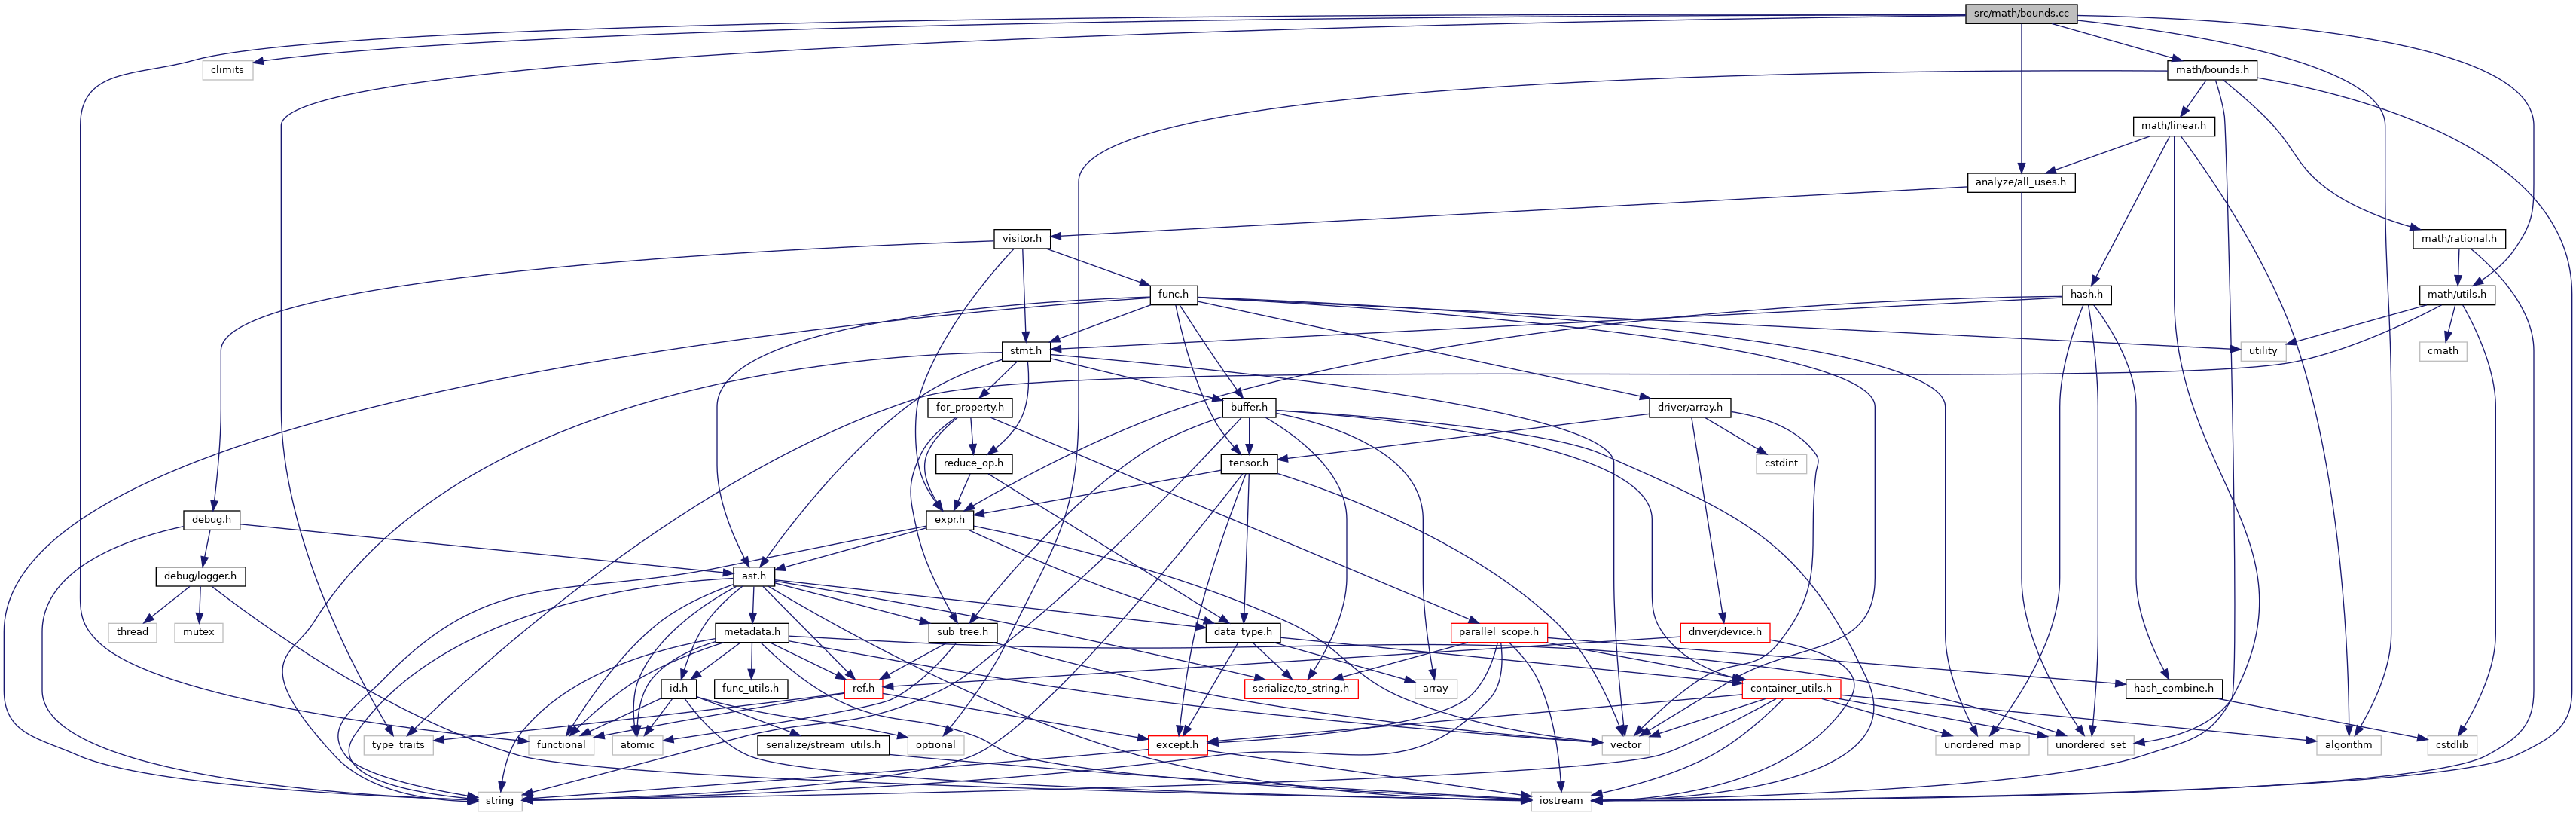 src/math/bounds.cc
climits
math/bounds.h
math/linear.h
analyze/all_uses.h
visitor.h
math/rational.h
func.h
hash.h
math/utils.h
stmt.h
utility
cmath
for_property.h
buffer.h
driver/array.h
reduce_op.h
tensor.h
cstdint
debug.h
expr.h
debug/logger.h
ast.h
thread
mutex
metadata.h
sub_tree.h
data_type.h
parallel_scope.h
driver/device.h
id.h
func_utils.h
ref.h
serialize/to_string.h
array
container_utils.h
hash_combine.h
type_traits
functional
atomic
serialize/stream_utils.h
optional
except.h
vector
unordered_map
unordered_set
algorithm
cstdlib
string
iostream